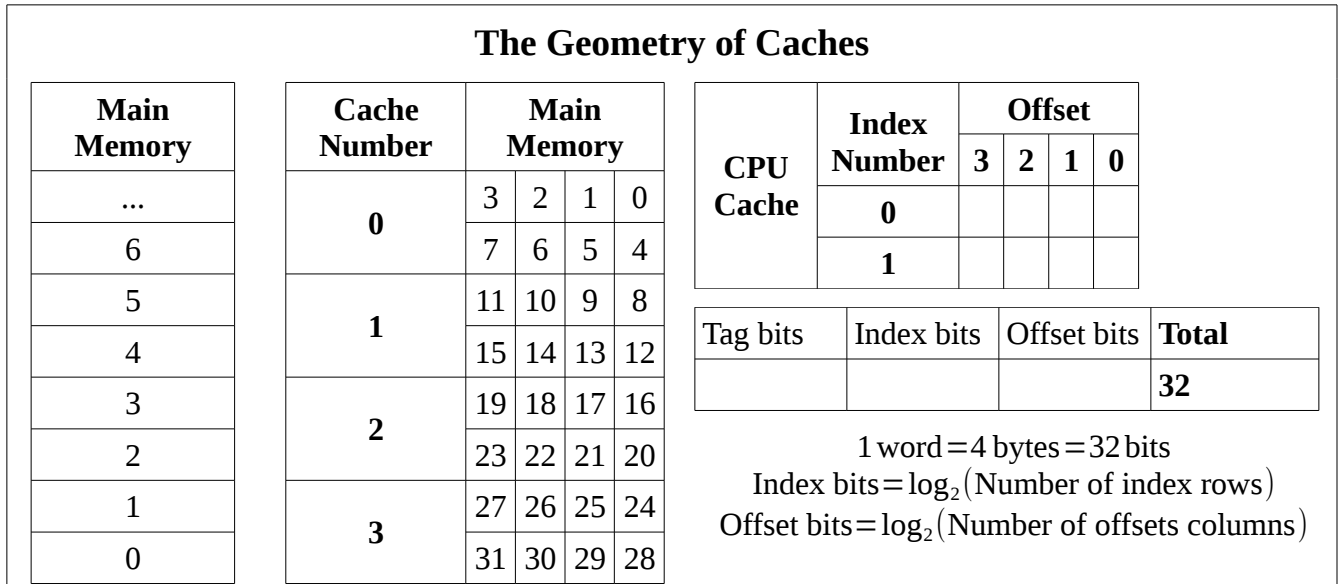 The Geometry of Caches
Main
Memory
...
6
5
4
3
2
1
0
Cache Number Main Memory
0 3 2 1 0
7 6 5 4
1 11 10 9 8
15 14 13 12
2 19 18 17 16
23 22 21 20
3 27 26 25 24
31 30 29 28
CPU Cache Index Number Offset
3 2 1 0
0
1
Tag bits Index bits Offset bits Total
32
1 word=4 bytes=32 bits
Index bits=log₂(Number of index rows)
Offset bits=log₂(Number of offsets columns)